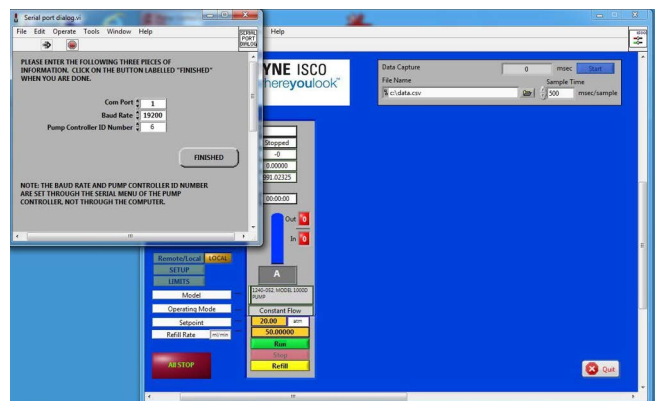 Serial port dialog.vi
File Edit Operate Tools Window Help
SERIAL
PORT
DIALOG
PLEASE ENTER THE FOLLOWING THREE PIECES OF
INFORMATION. CLICK ON THE BUTTON LABELLED "FINISHED"
WHEN YOU ARE DONE.
Com Port 1
Baud Rate 19200
Pump Controller ID Number 6
FINISHED
NOTE: THE BAUD RATE AND PUMP CONTROLLER ID NUMBER
ARE SET THROUGH THE SERIAL MENU OF THE PUMP
CONTROLLER, NOT THROUGH THE COMPUTER.
Help
YNE ISCO
hereyoulook
Data Capture
0 msec Start
File Name
Sample Time
c:\data.csv
500 msec/sample
Stopped
-0
0.00000
991.02325
00:00:00
Out 0
In 0
A
Remote/Local LOCAL
SETUP
LIMITS
Model
1240-032, MODEL 1000D
PUMP
Operating Mode
Constant Flow
Setpoint
20.00 atm
Refill Rate ml/min
50.00000
Run
Stop
Refill
All STOP
Quit